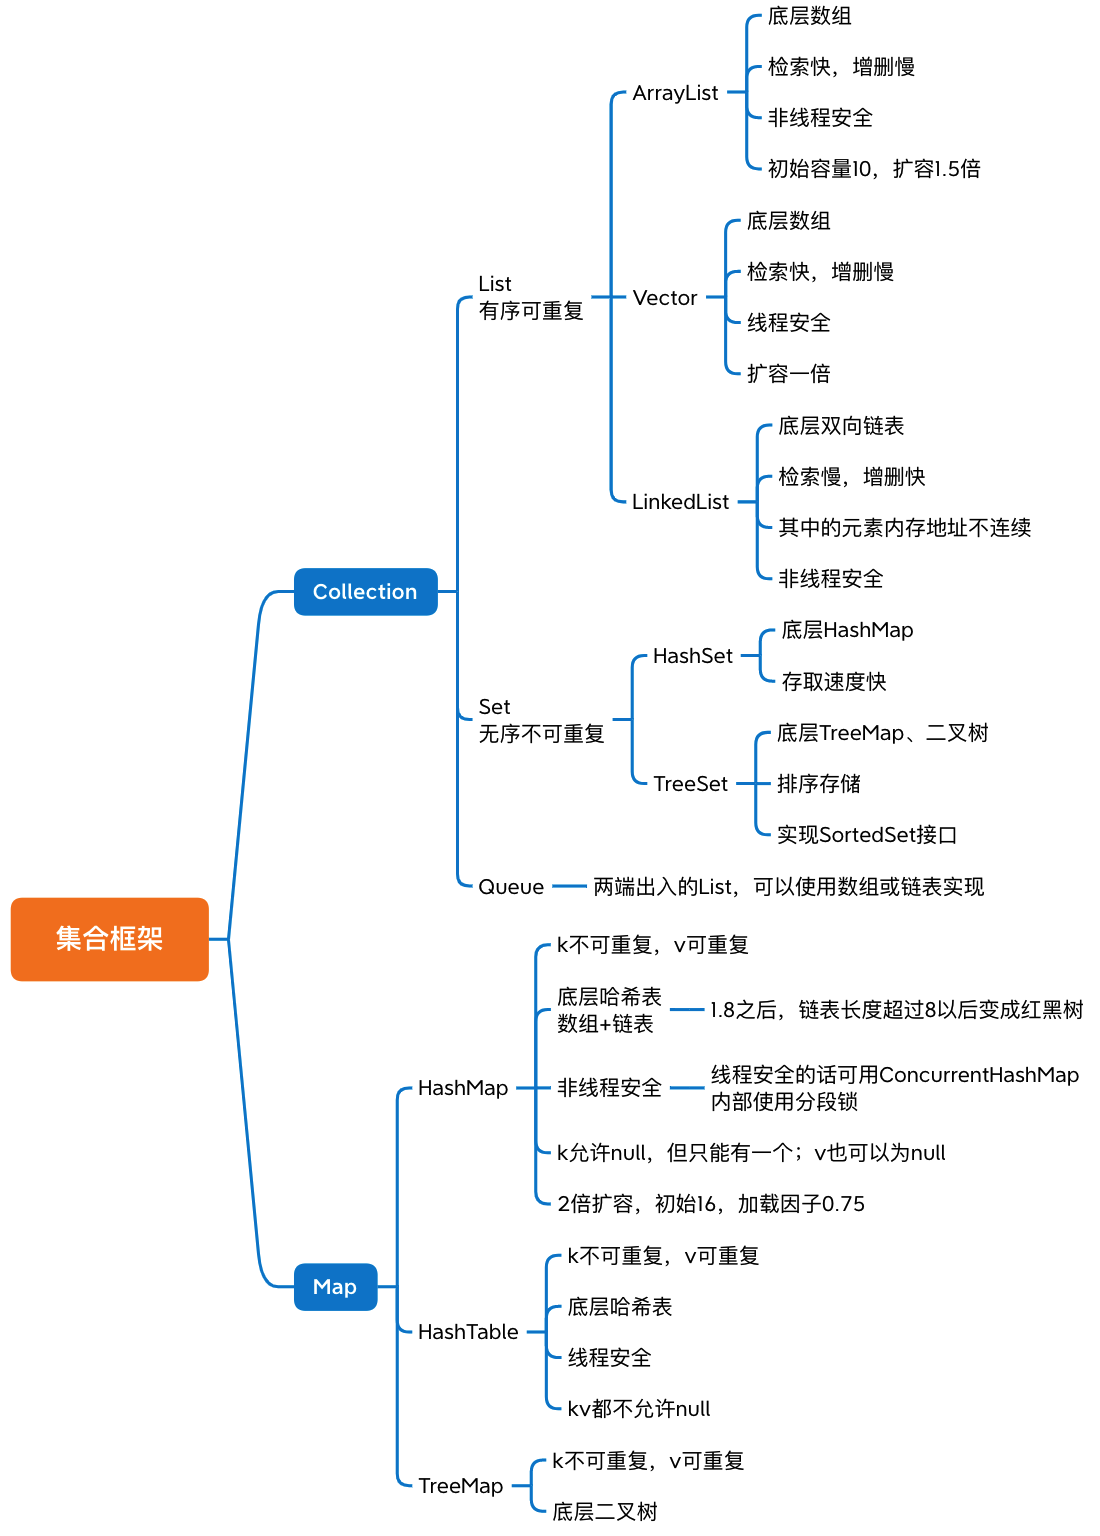 集合框架
Collection
List
有序可重复
ArrayList
底层数组
检索快，增删慢
非线程安全
初始容量10，扩容1.5倍
Vector
底层数组
检索快，增删慢
线程安全
扩容一倍
LinkedList
底层双向链表
检索慢，增删快
其中的元素内存地址不连续
非线程安全
Set
无序不可重复
HashSet
底层HashMap
存取速度快
TreeSet
底层TreeMap、二叉树
排序存储
实现SortedSet接口
Queue
两端出入的List，可以使用数组或链表实现
Map
HashMap
k不可重复，v可重复
底层哈希表
数组+链表
1.8之后，链表长度超过8以后变成红黑树
非线程安全
线程安全的话可用ConcurrentHashMap
内部使用分段锁
k允许null，但只能有一个；v也可以为null
2倍扩容，初始16，加载因子0.75
HashTable
k不可重复，v可重复
底层哈希表
线程安全
kv都不允许null
TreeMap
k不可重复，v可重复
底层二叉树